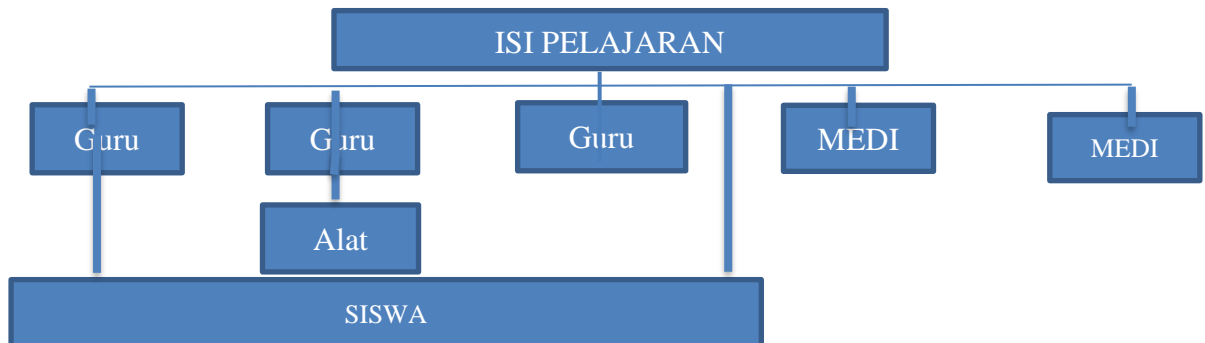 ISI PELAJARAN
Guru
Guru
Guru
MEDI
MEDI
Alat
SISWA